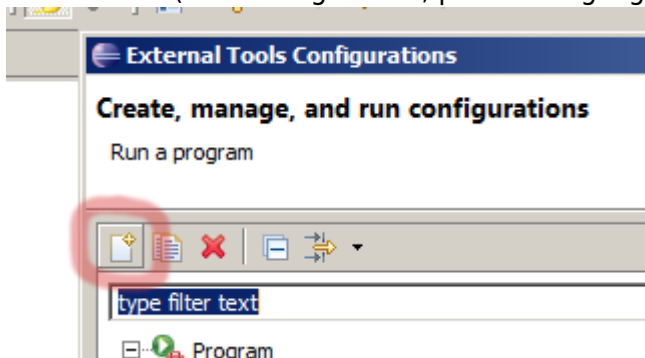 External Tools Configurations
Create, manage, and run configurations
Run a program
type filter text
Program